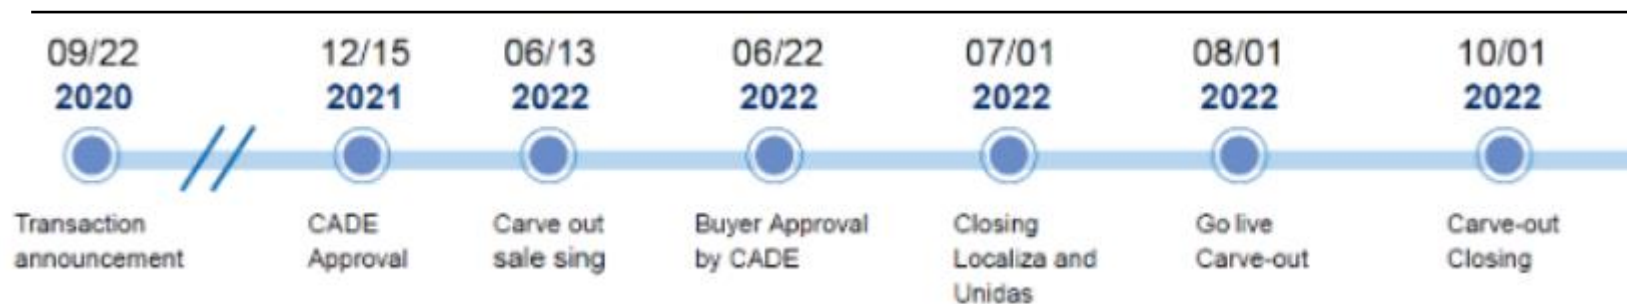 09/22
2020
Transaction
announcement
12/15
2021
CADE
Approval
06/13
2022
Carve out
sale sing
06/22
2022
Buyer Approval
by CADE
07/01
2022
Closing
Localiza and
Unidas
08/01
2022
Go live
Carve-out
10/01
2022
Carve-out
Closing